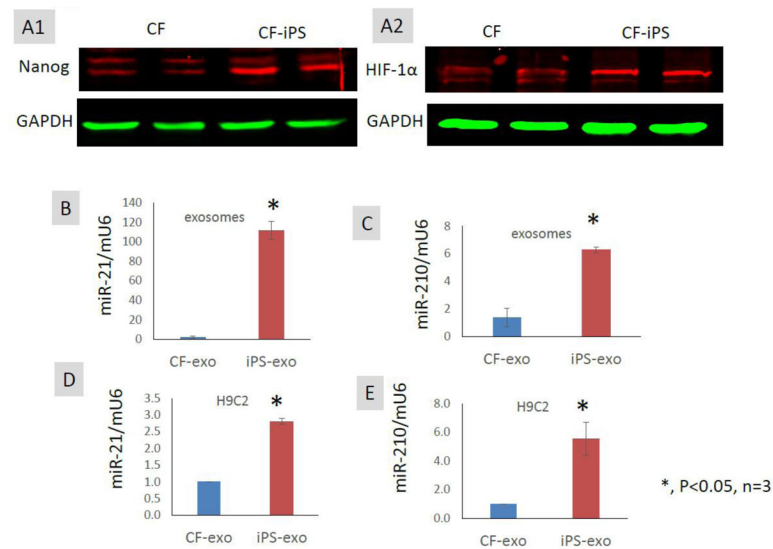 A1
CF
CF-iPS
Nanog
GAPDH
A2
CF
CF-iPS
HIF-1α
GAPDH
B
miR-21/mU6
140
120
100
80
60
40
20
0
exosomes
*
CF-exo
iPS-exo
C
miR-210/mU6
8
6
4
2
0
exosomes
*
CF-exo
iPS-exo
D
miR-21/mU6
3.5
3.0
2.5
2.0
1.5
1.0
0.5
0.0
H9C2
*
CF-exo
iPS-exo
E
miR-210/mU6
8.0
6.0
4.0
2.0
0.0
H9C2
*
CF-exo
iPS-exo
*, P<0.05, n=3